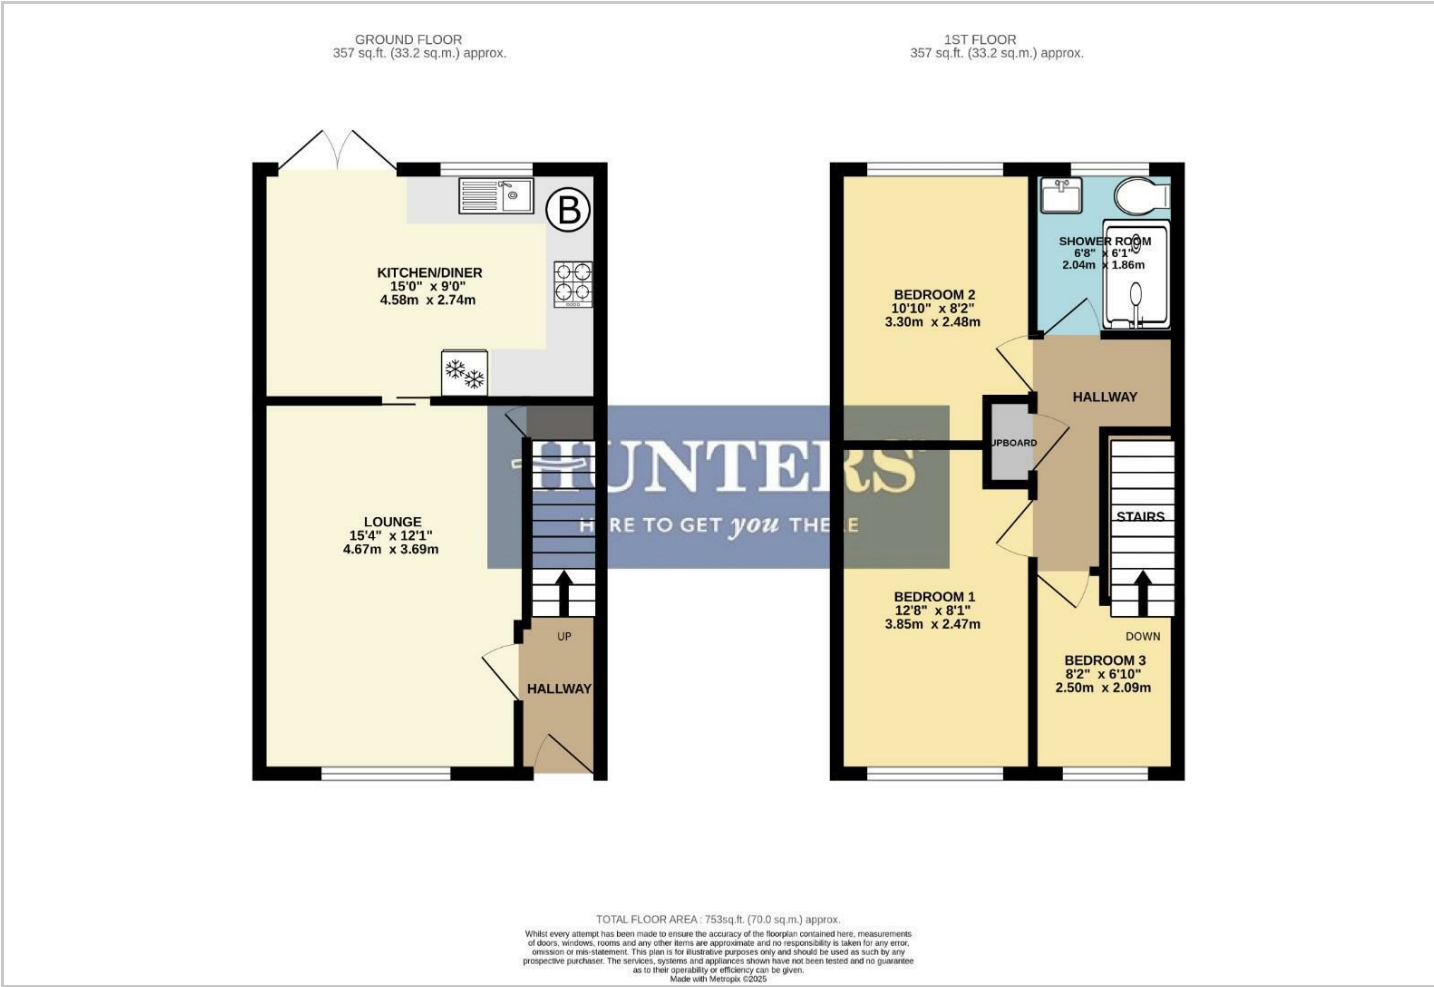 GROUND FLOOR
357 sq.ft. (33.2 sq.m.) approx.
1ST FLOOR
357 sq.ft. (33.2 sq.m.) approx.
B
KITCHEN/DINER
15'0" x 9'0"
4.58m x 2.74m
LOUNGE
15'4" x 12'1"
4.67m x 3.69m
UP
HALLWAY
SHOWER ROOM
6'8" x 6'1"
2.04m x 1.86m
BEDROOM 2
10'10" x 8'2"
3.30m x 2.48m
HALLWAY
UPBOARD
STAIRS
BEDROOM 1
12'8" x 8'1"
3.85m x 2.47m
DOWN
BEDROOM 3
8'2" x 6'10"
2.50m x 2.09m
HUNTERS
HERE TO GET you THERE
TOTAL FLOOR AREA : 753sq.ft. (70.0 sq.m.) approx.
Whilst every attempt has been made to ensure the accuracy of the floorplan contained here, measurements
of doors, windows, rooms and any other items are approximate and no responsibility is taken for any error,
omission or mis-statement. This plan is for illustrative purposes only and should be used as such by any
prospective purchaser. The services, systems and appliances shown have not been tested and no guarantee
as to their operability or efficiency can be given.
Made with Metropix ©2025